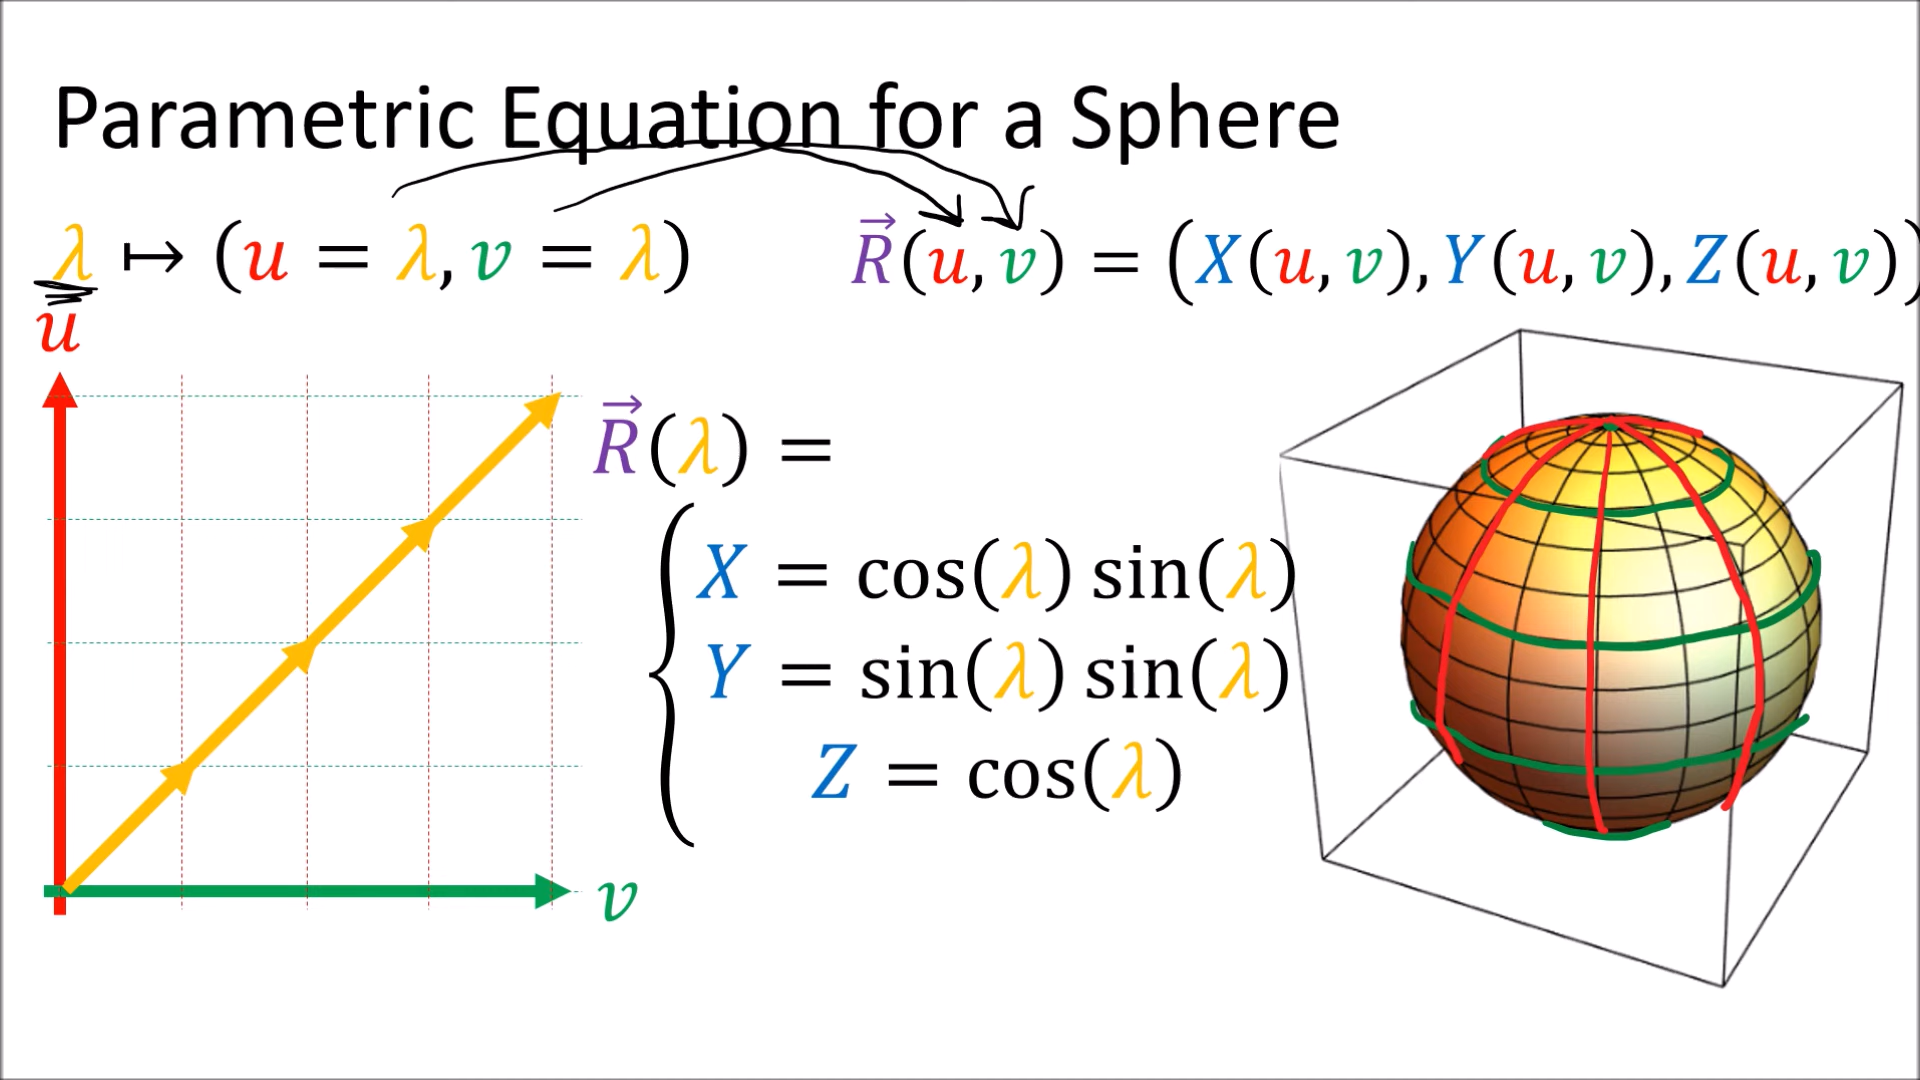 Parametric Equation for a Sphere
λ ↦ (u = λ, v = λ)
R⃗(u, v) = (X(u, v), Y(u, v), Z(u, v))
u
R⃗(λ) =
X = cos(λ) sin(λ)
Y = sin(λ) sin(λ)
Z = cos(λ)
v